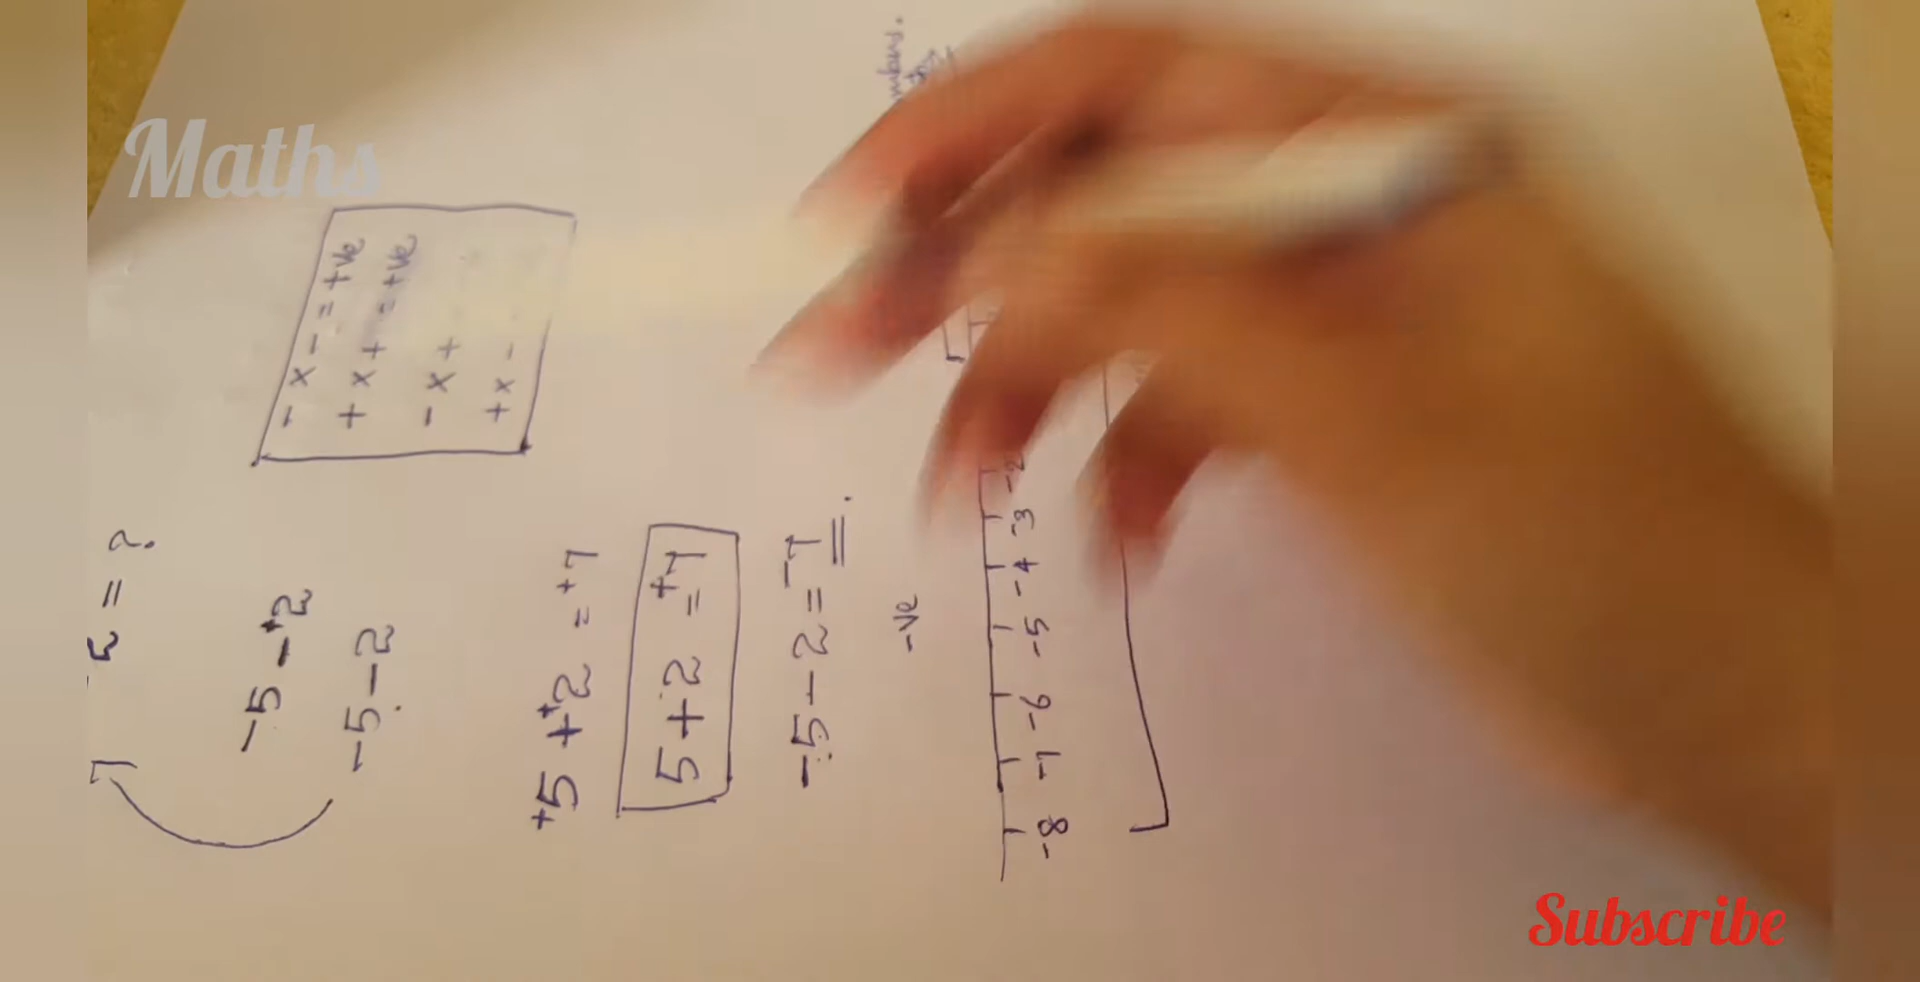 Maths
- x - = +ve
+ x + = +ve
- x +
+ x -
= ?
-5 - +2
-5 - 2
+5 + +2 = +7
5 + 2 = +7
-5 - 2 = -7
-ve
-8 -7 -6 -5 -4 -3 -2
Subscribe